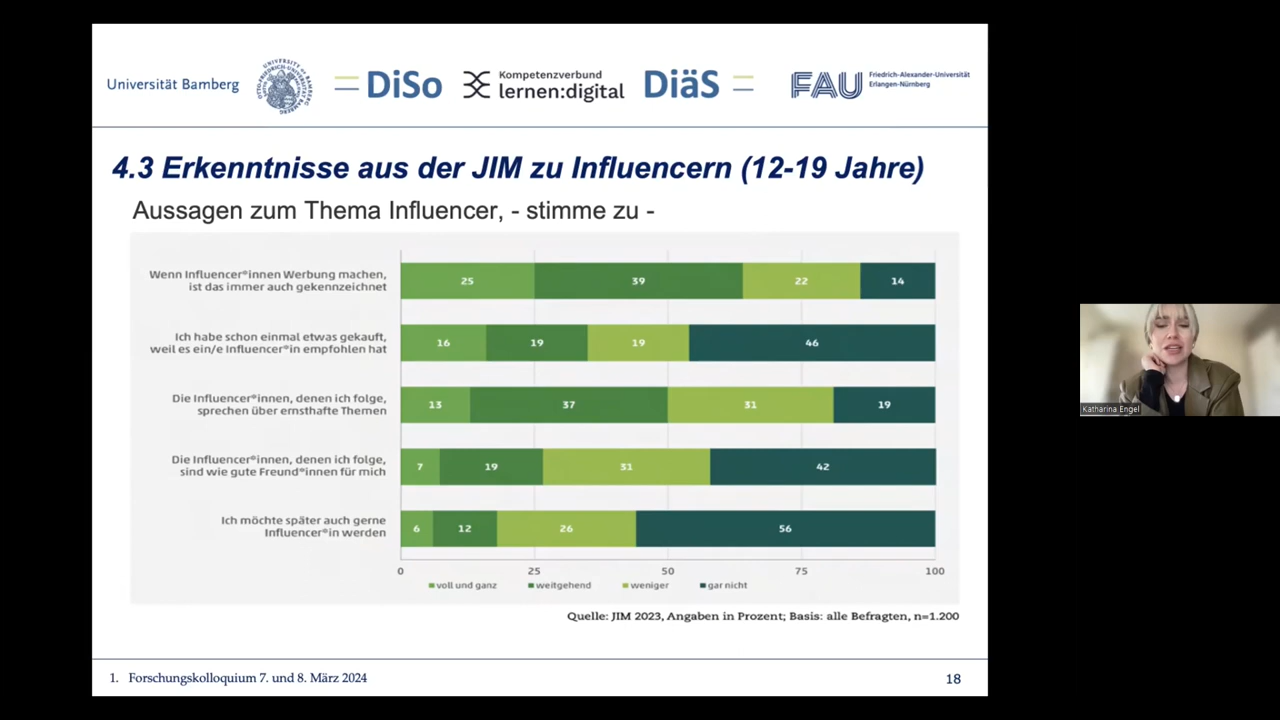 Universität Bamberg
DiSo
Kompetenzverbund
lernen:digital
DiäS
FAU
Friedrich-Alexander-Universität
Erlangen-Nürnberg
4.3 Erkenntnisse aus der JIM zu Influencern (12-19 Jahre)
Aussagen zum Thema Influencer, - stimme zu -
Wenn Influencer*innen Werbung machen,
ist das immer auch gekennzeichnet
25 39 22 14
Ich habe schon einmal etwas gekauft,
weil es ein/e Influencer*in empfohlen hat
16 19 19 46
Die Influencer*innen, denen ich folge,
sprechen über ernsthafte Themen
13 37 31 19
Die Influencer*innen, denen ich folge,
sind wie gute Freund*innen für mich
7 19 31 42
Ich möchte später auch gerne
Influencer*in werden
6 12 26 56
0 25 50 75 100
voll und ganz weitgehend weniger gar nicht
Quelle: JIM 2023, Angaben in Prozent; Basis: alle Befragten, n=1.200
1. Forschungskolloquium 7. und 8. März 2024
18
Katharina Engel